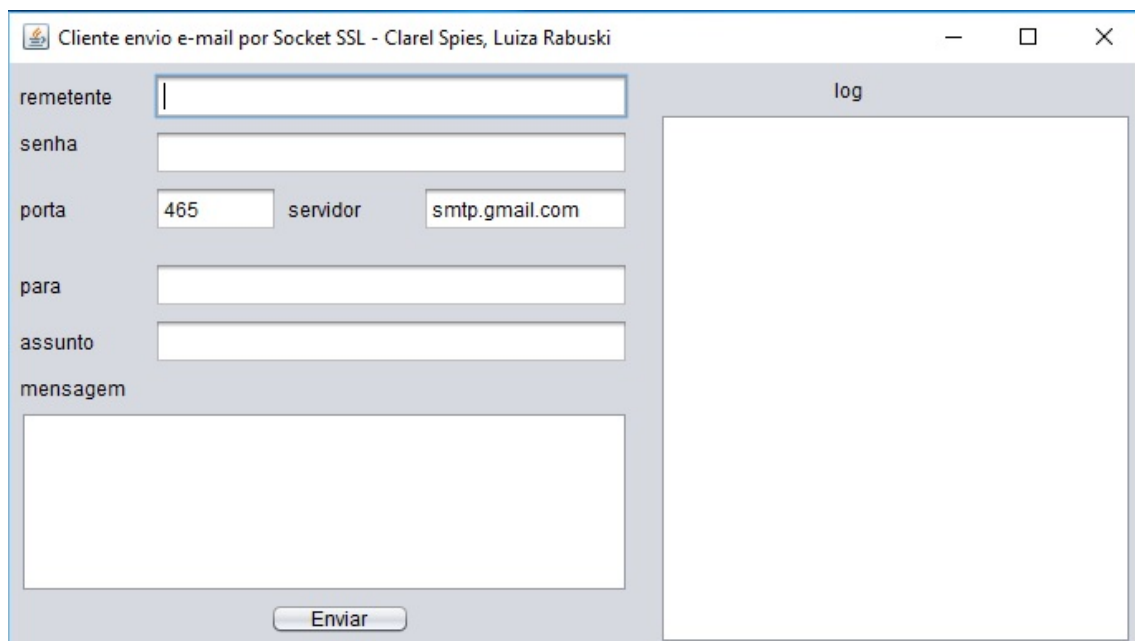 Cliente envio e-mail por Socket SSL - Clarel Spies, Luiza Rabuski
remetente
senha
porta 465 servidor smtp.gmail.com
para
assunto
mensagem
Enviar
log